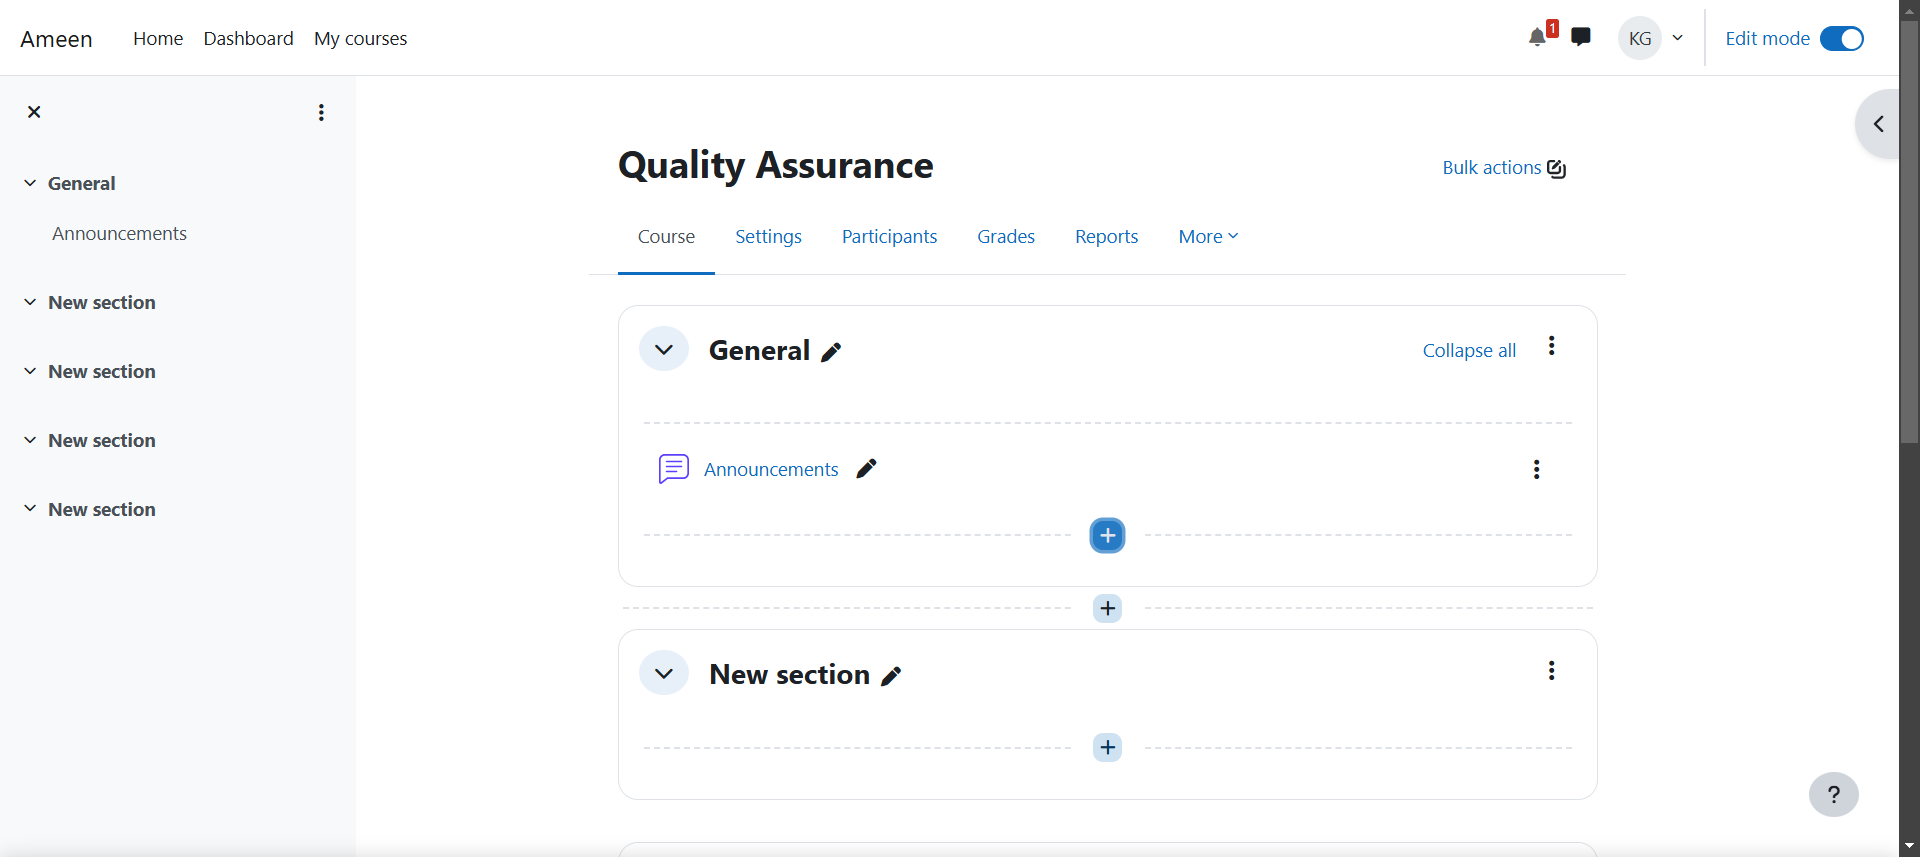 Ameen
Home
Dashboard
My courses
1
KG
Edit mode
General
Announcements
New section
New section
New section
New section
Quality Assurance
Bulk actions
Course
Settings
Participants
Grades
Reports
More
General
Collapse all
Announcements
+
+
New section
+
?